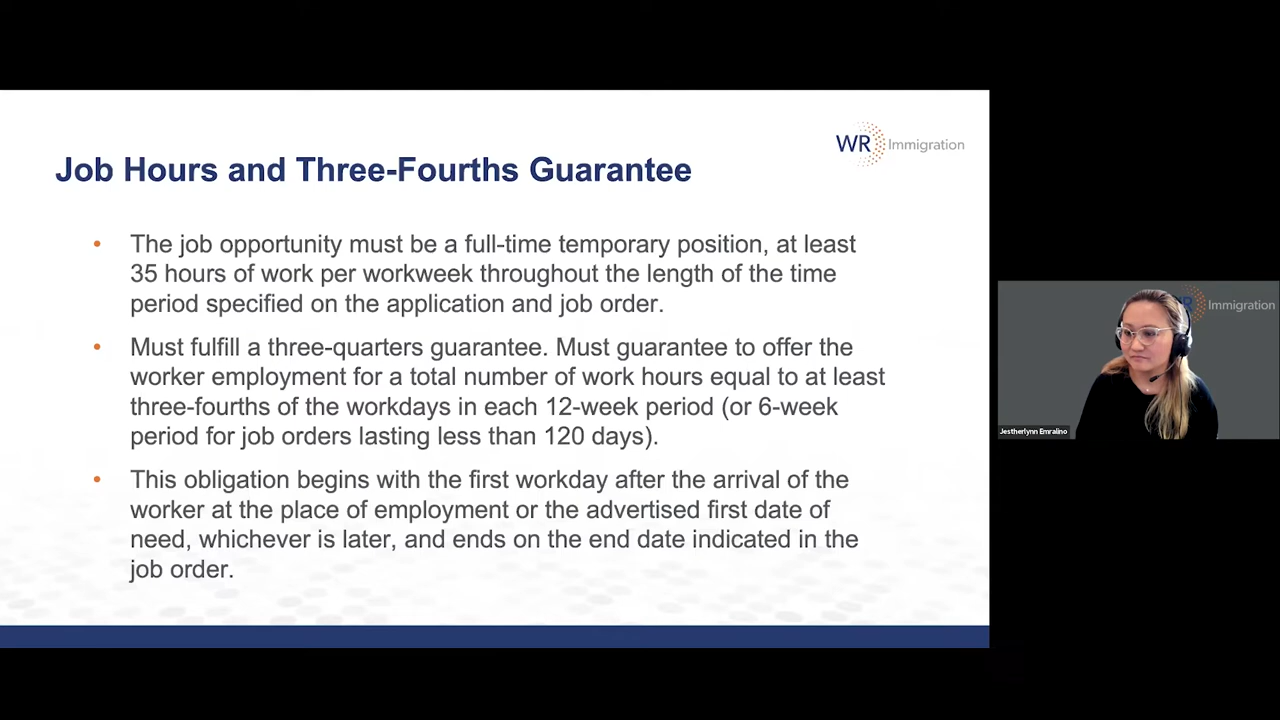 WR Immigration
Job Hours and Three-Fourths Guarantee
• The job opportunity must be a full-time temporary position, at least
35 hours of work per workweek throughout the length of the time
period specified on the application and job order.
• Must fulfill a three-quarters guarantee. Must guarantee to offer the
worker employment for a total number of work hours equal to at least
three-fourths of the workdays in each 12-week period (or 6-week
period for job orders lasting less than 120 days).
• This obligation begins with the first workday after the arrival of the
worker at the place of employment or the advertised first date of
need, whichever is later, and ends on the end date indicated in the
job order.
WR Immigration
Jestherlynn Emralino